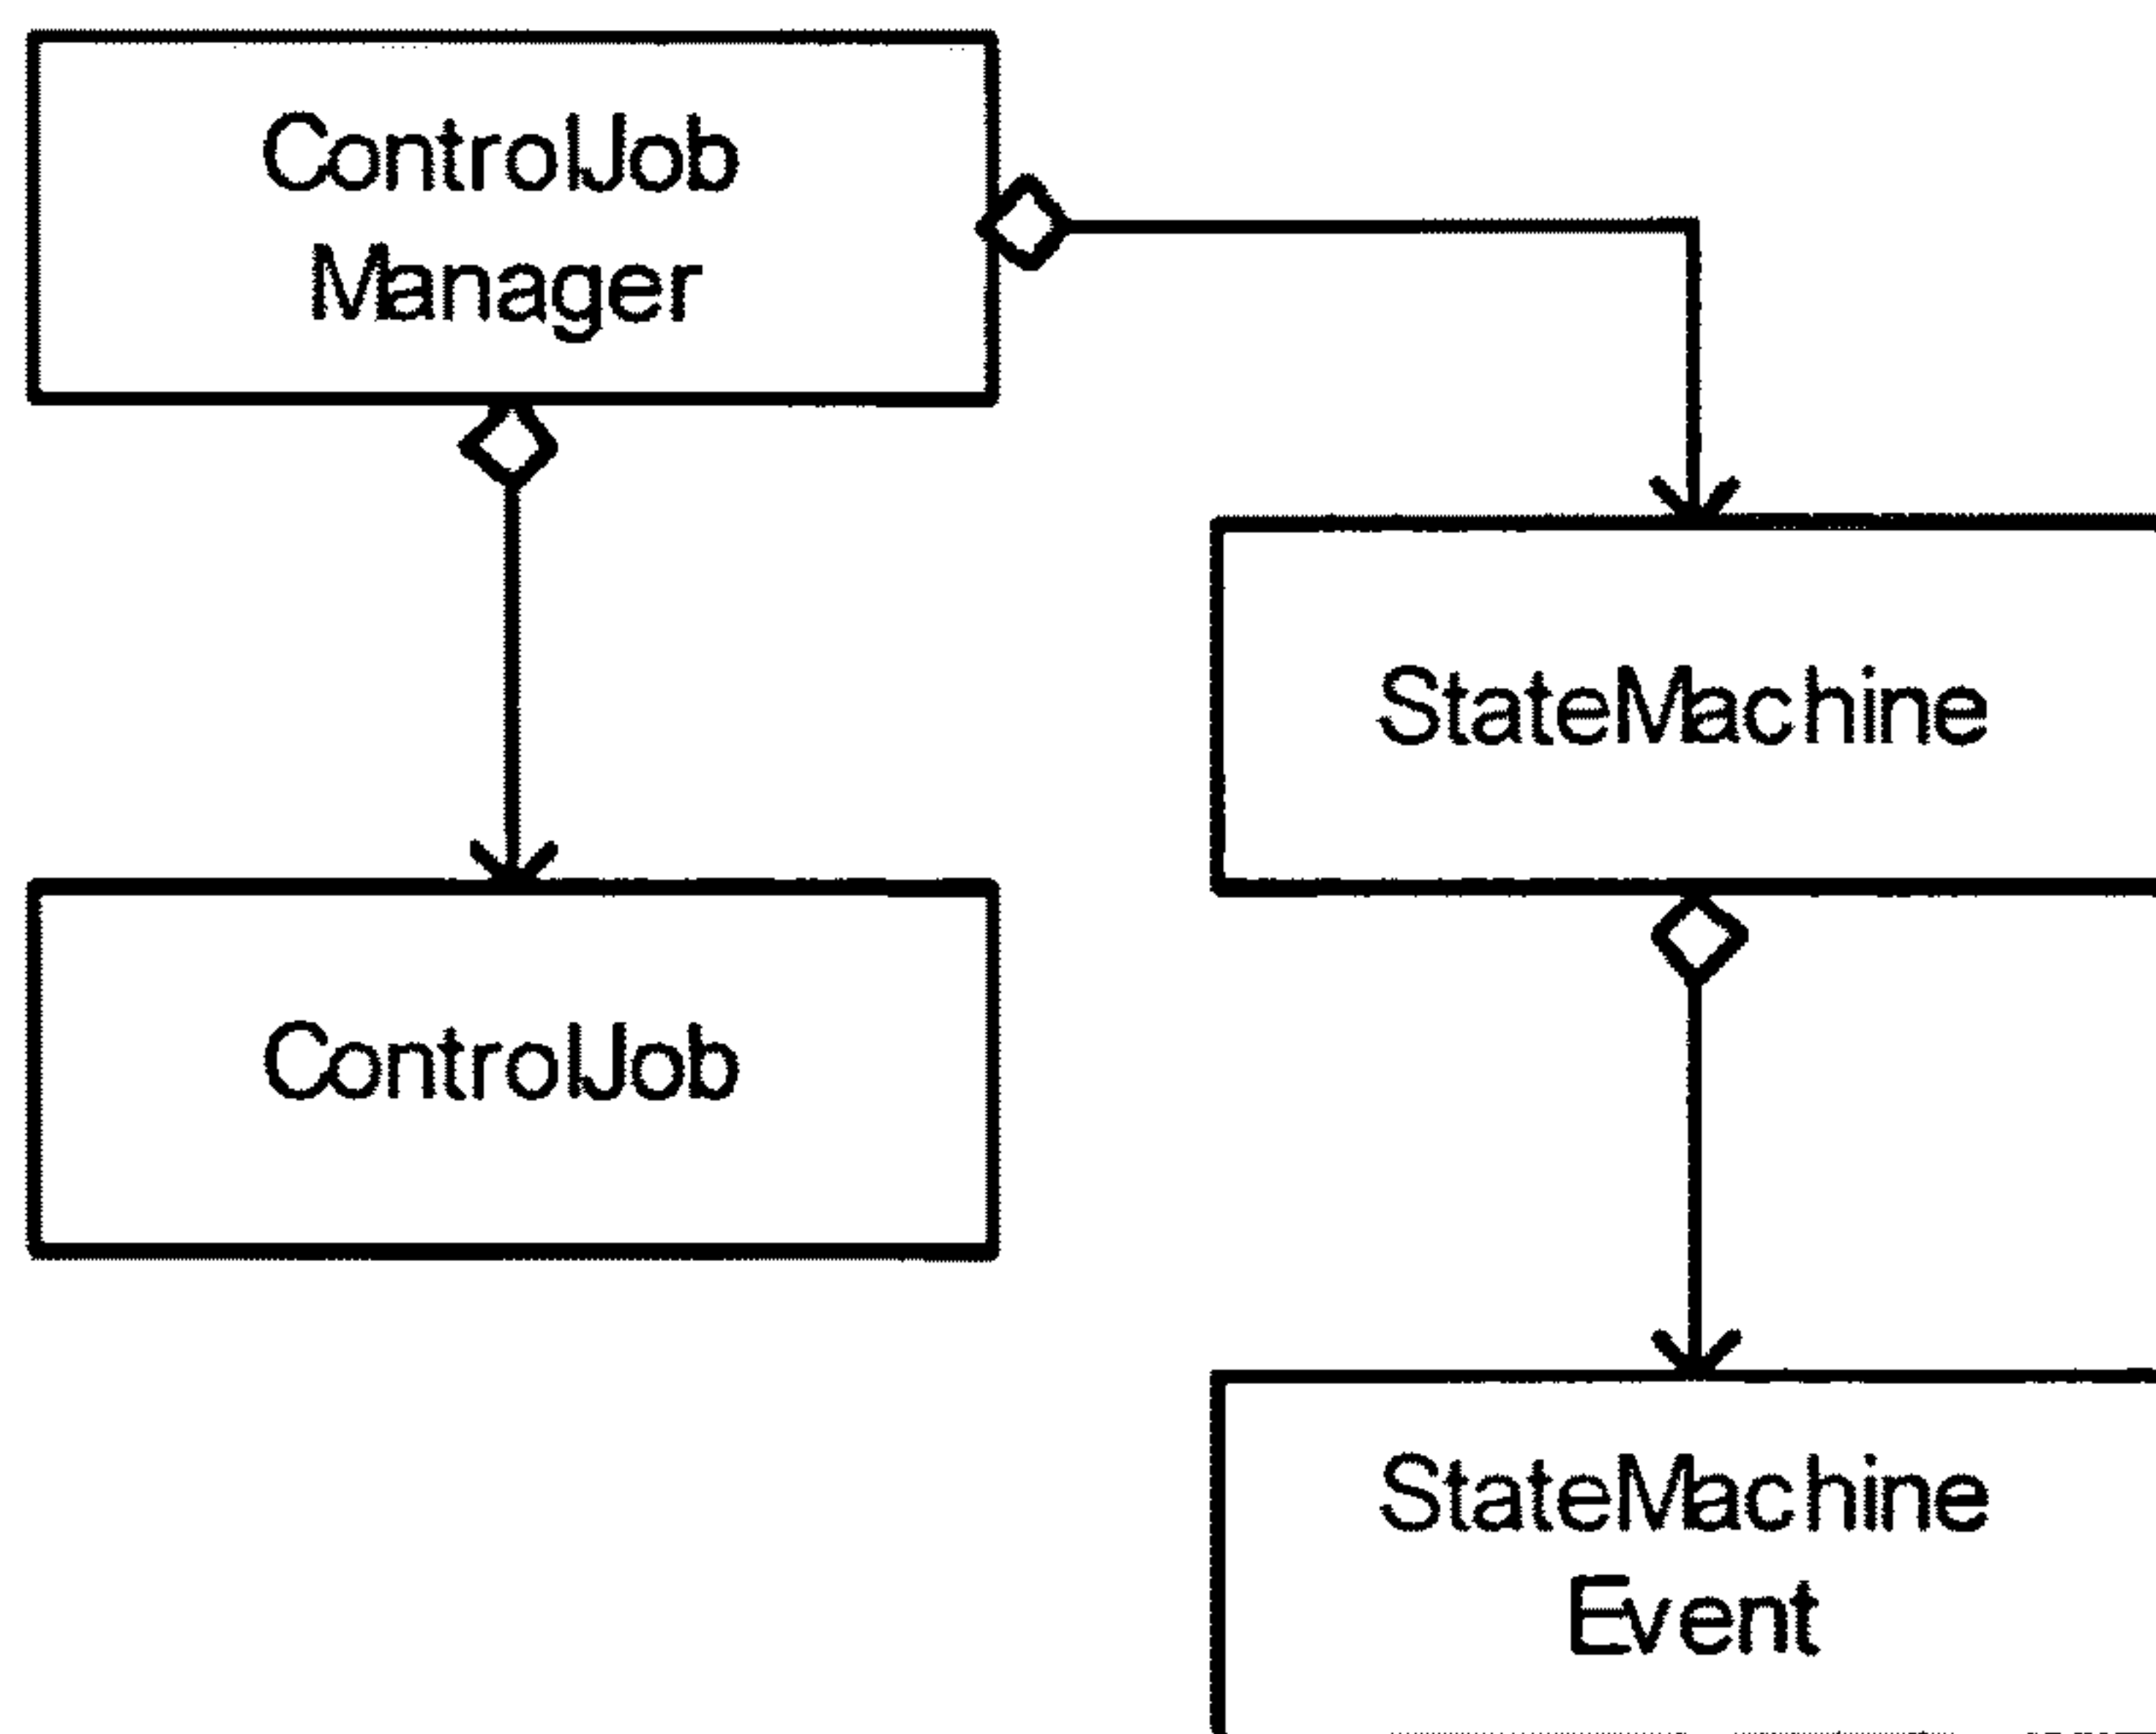 ControlJob
Manager
StateMachine
ControlJob
StateMachine
Event